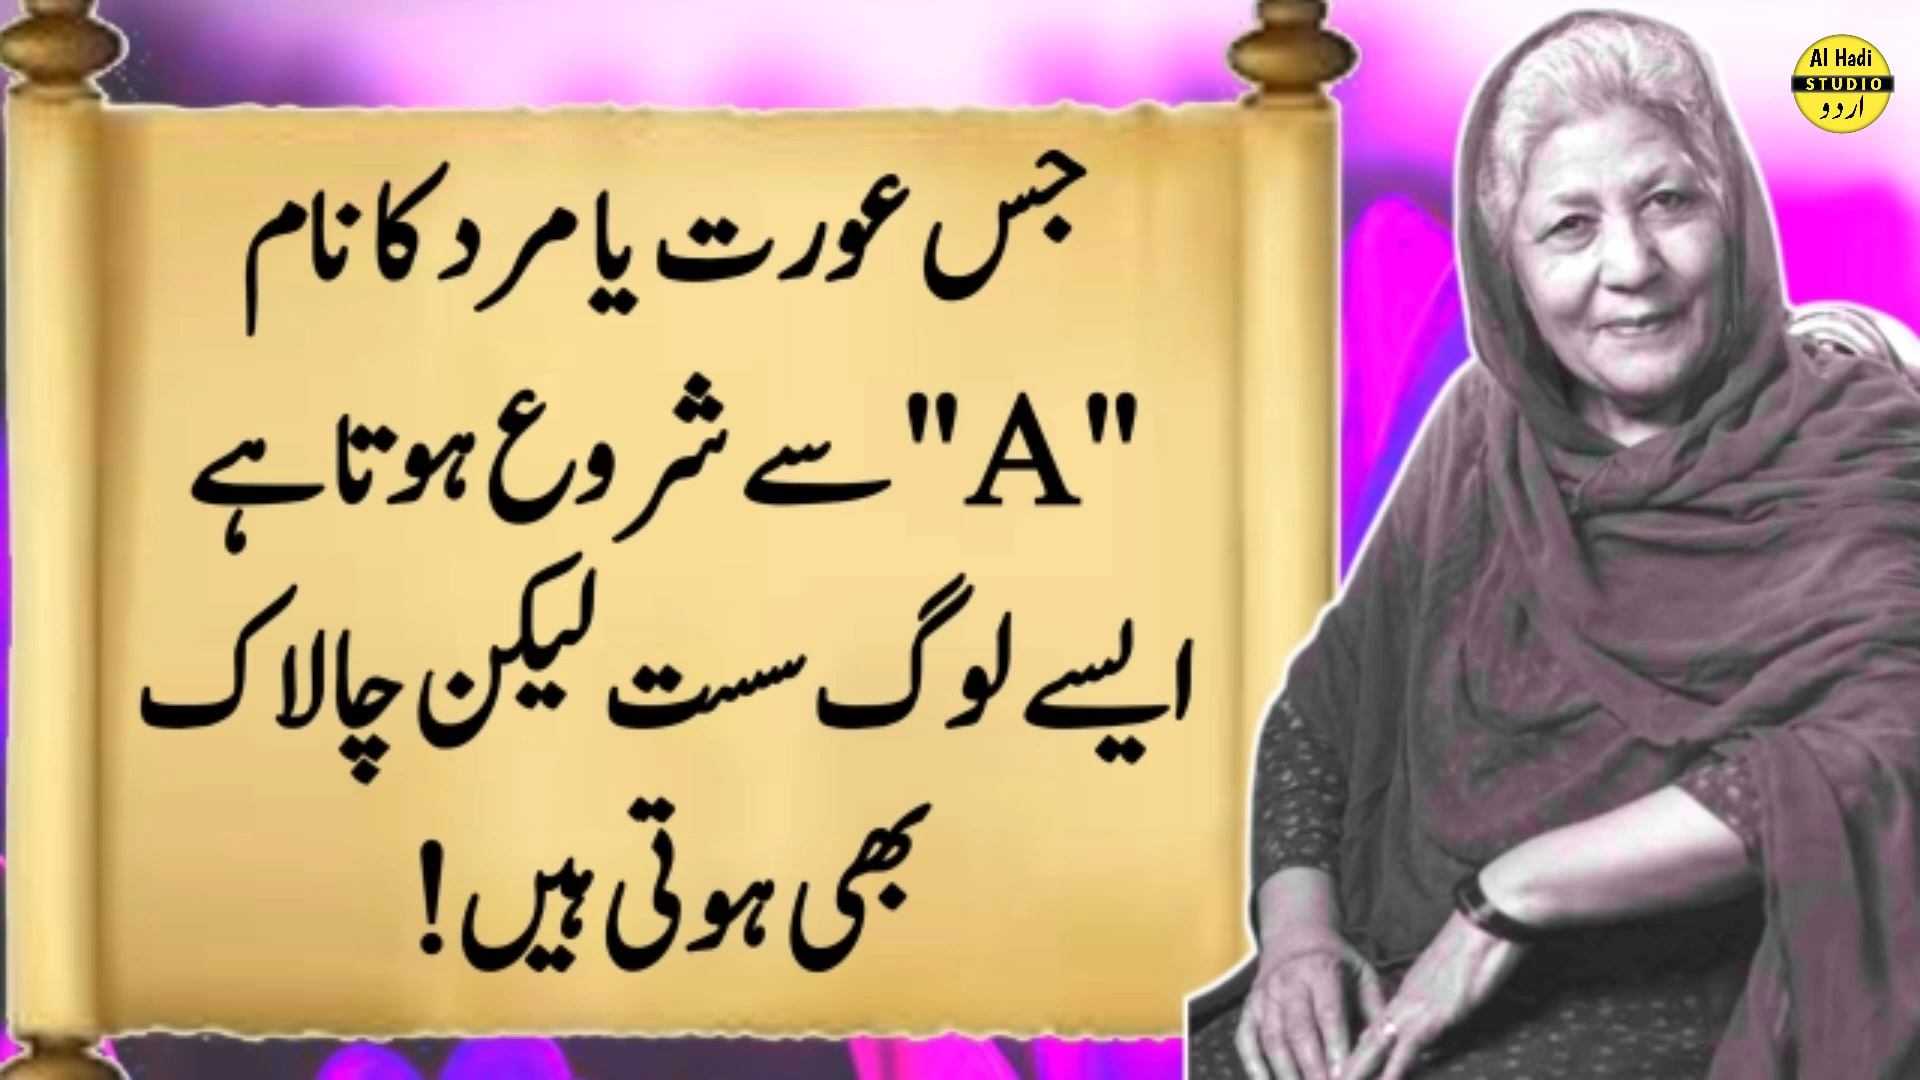 جس عورت یا مرد کا نام
"A" سے شروع ہوتا ہے
ایسے لوگ سست لیکن چالاک
بھی ہوتی ہیں!
Al Hadi
STUDIO
اردو